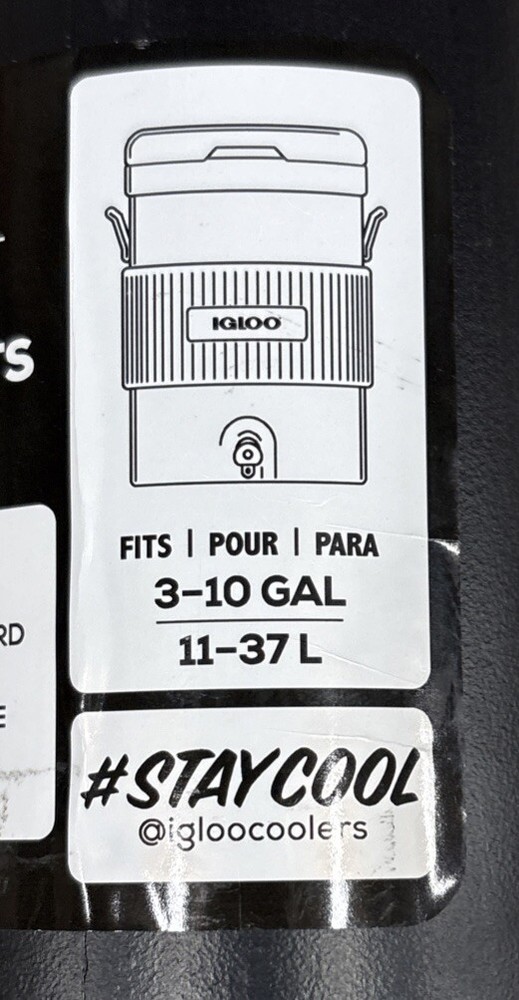 IGLOO
FITS | POUR | PARA
3–10 GAL
11–37 L
#STAYCOOL
@igloocoolers